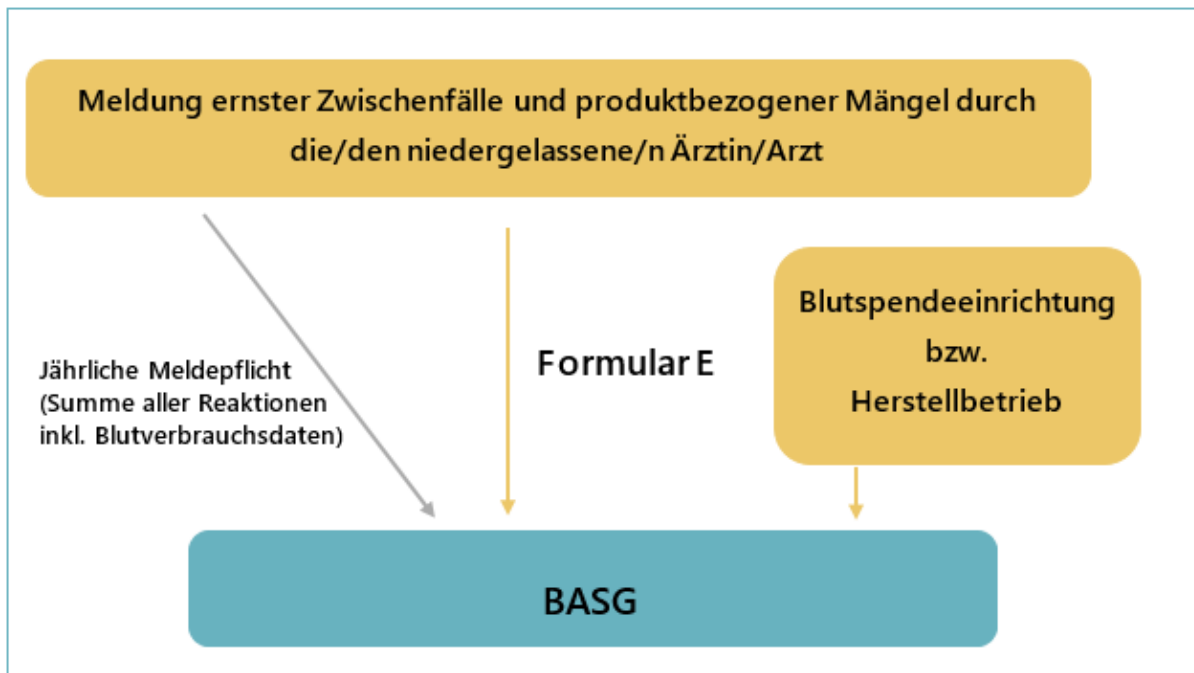 Meldung ernster Zwischenfälle und produktbezogener Mängel durch
die/den niedergelassene/n Ärztin/Arzt
Blutspendeeinrichtung
bzw.
Herstellbetrieb
Formular E
Jährliche Meldepflicht
(Summe aller Reaktionen
inkl. Blutverbrauchsdaten)
BASG